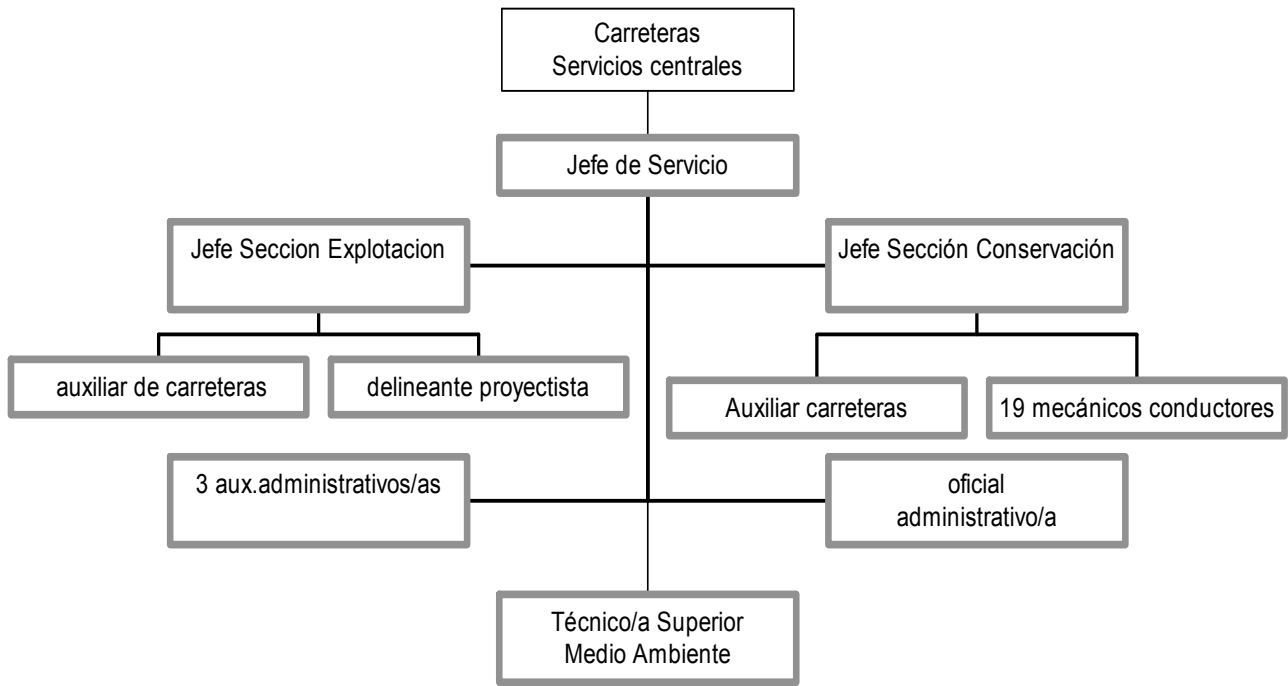 Carreteras
Servicios centrales
Jefe de Servicio
Jefe Seccion Explotacion
Jefe Sección Conservación
auxiliar de carreteras
delineante proyectista
Auxiliar carreteras
19 mecánicos conductores
3 aux.administrativos/as
oficial
administrativo/a
Técnico/a Superior
Medio Ambiente